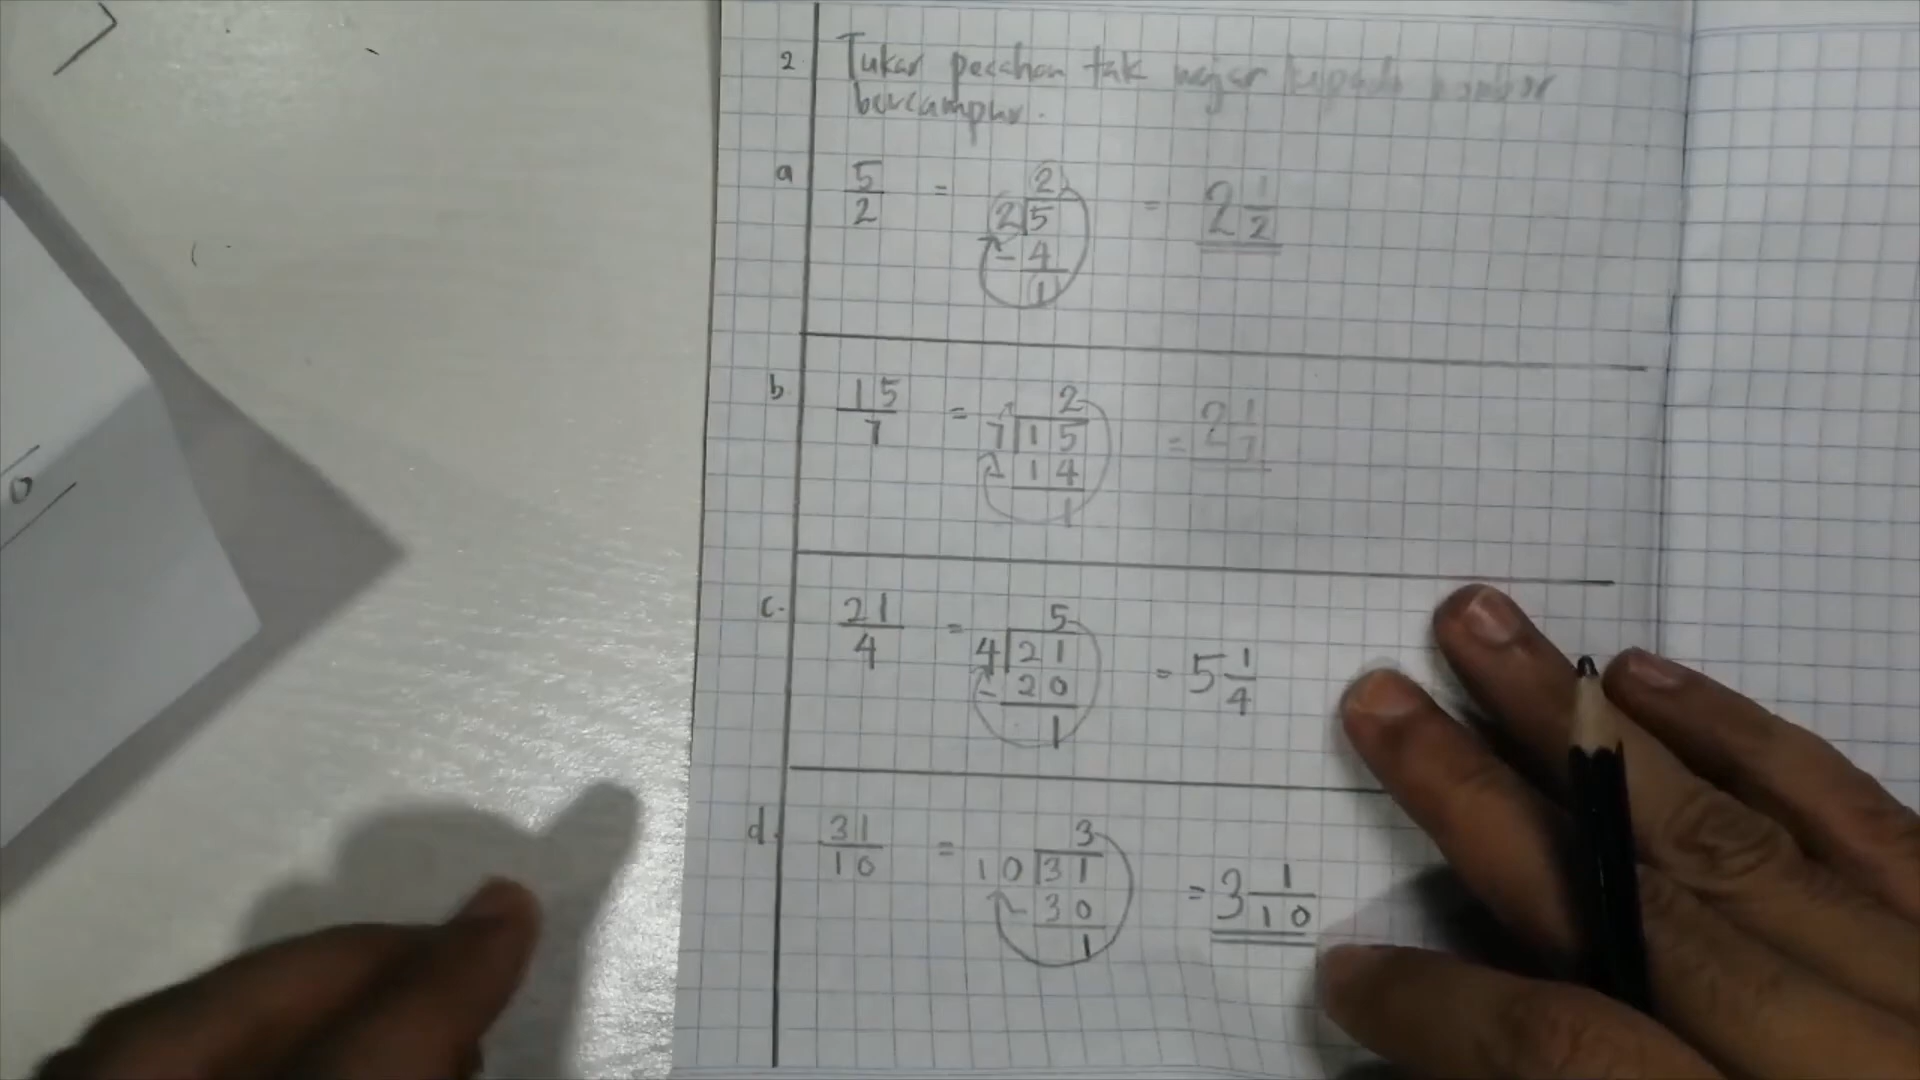 2. Tukar pecahan tak wajar kepada nombor
bercampur.
a 5/2 = 2 = 2 1/2
2 5
- 4
1
b 15/7 = 2 = 2 1/7
7 15
- 14
1
c. 21/4 = 5 = 5 1/4
4 21
- 20
1
d. 31/10 = 3 = 3 1/10
10 31
- 30
1
0